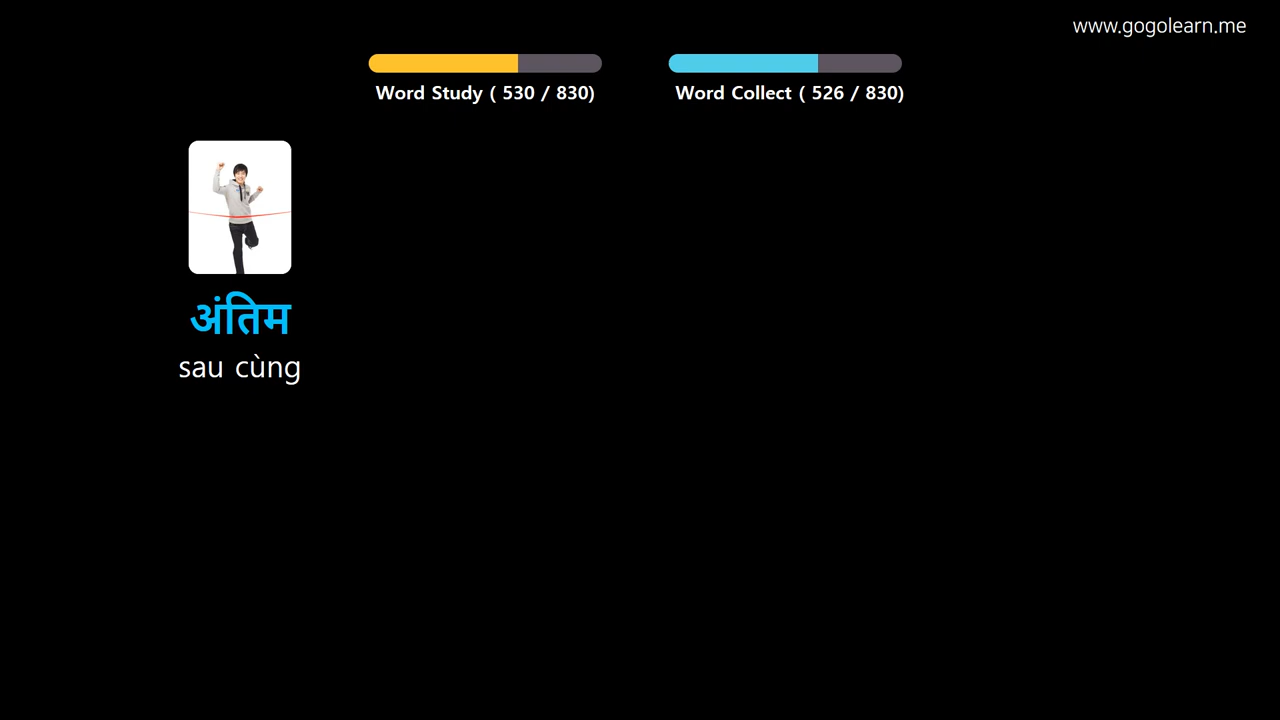 www.gogolearn.me
Word Study ( 530 / 830)
Word Collect ( 526 / 830)
अंतिम
sau cùng